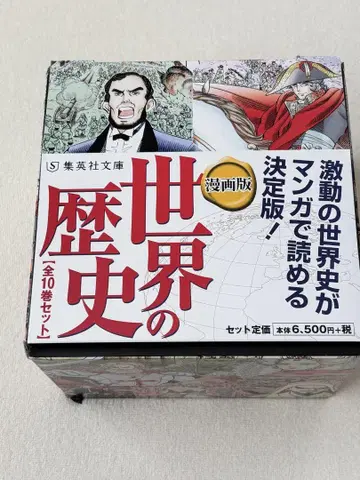 S集英社文庫
漫画版
世界の
歴史
【全10巻セット】
激動の世界史が
マンガで読める
決定版!
セット定価 本体6,500円+税